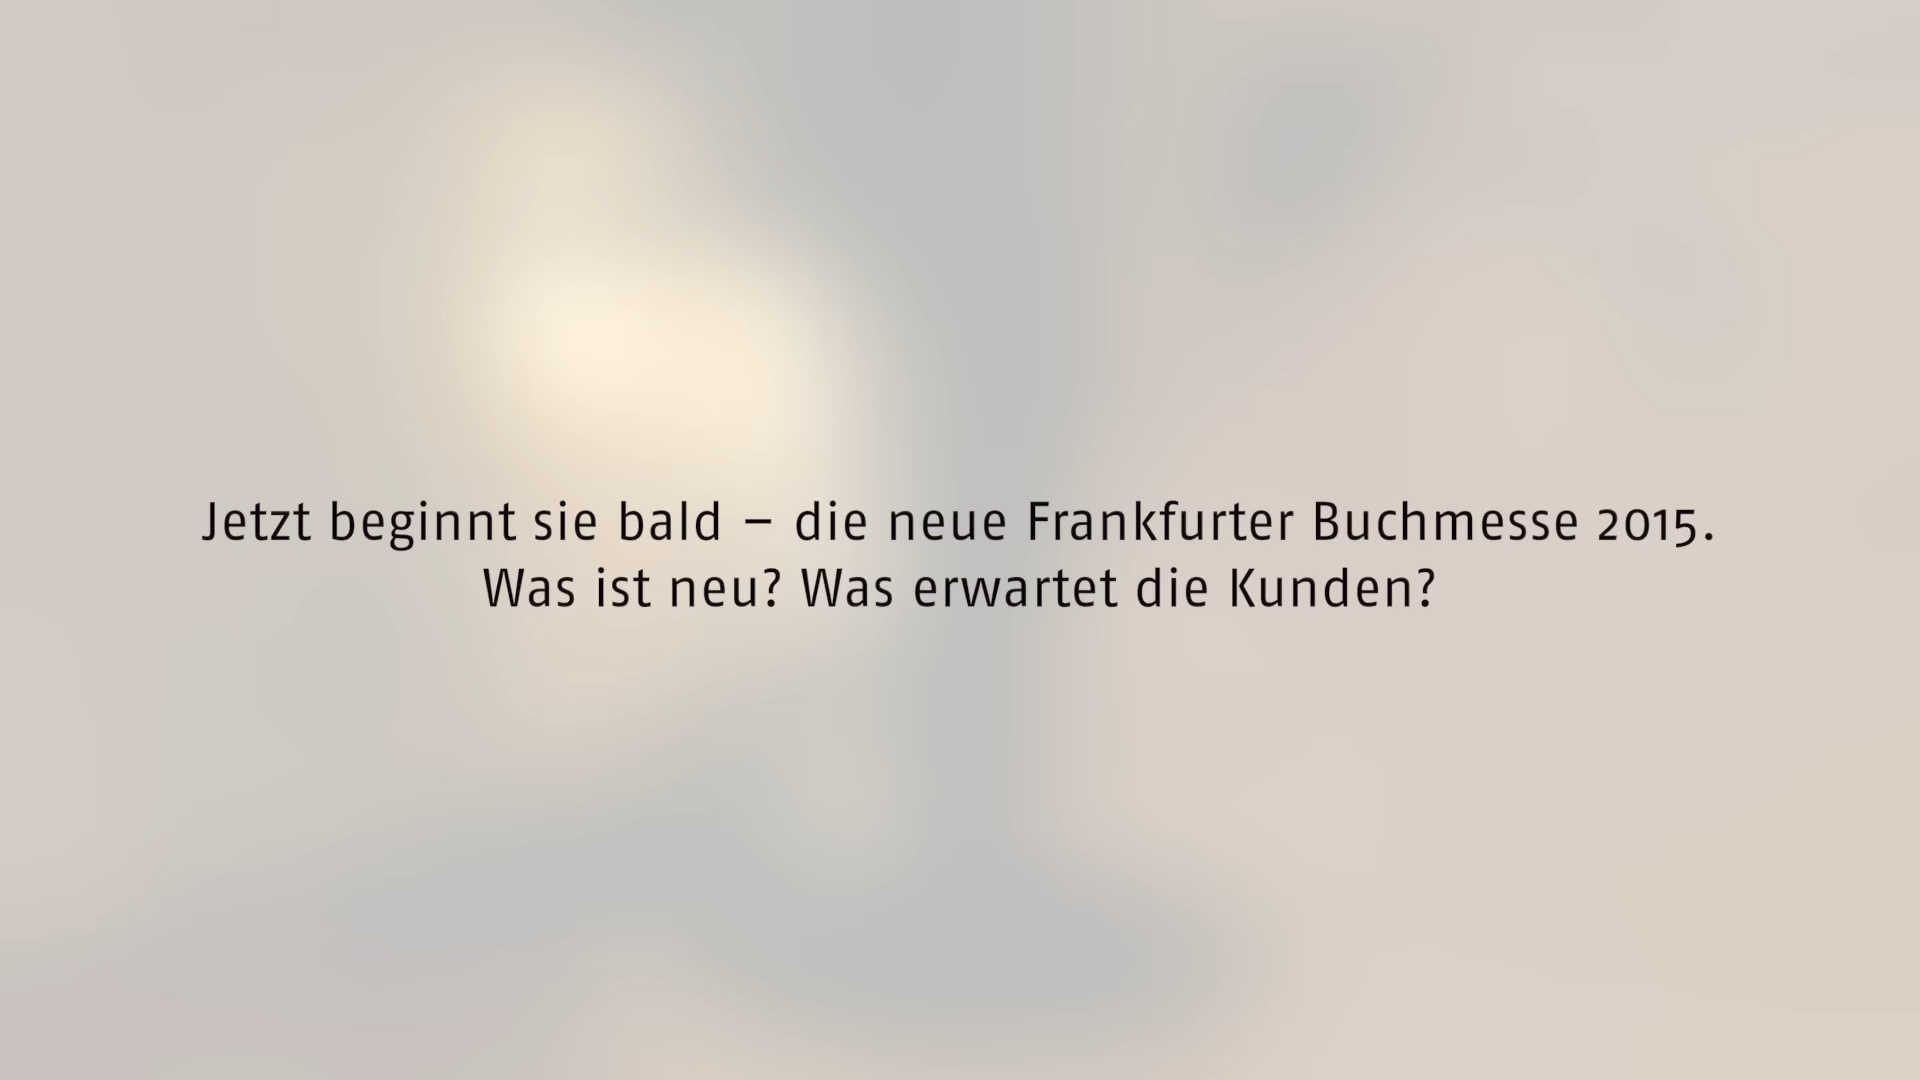 Jetzt beginnt sie bald – die neue Frankfurter Buchmesse 2015.
Was ist neu? Was erwartet die Kunden?